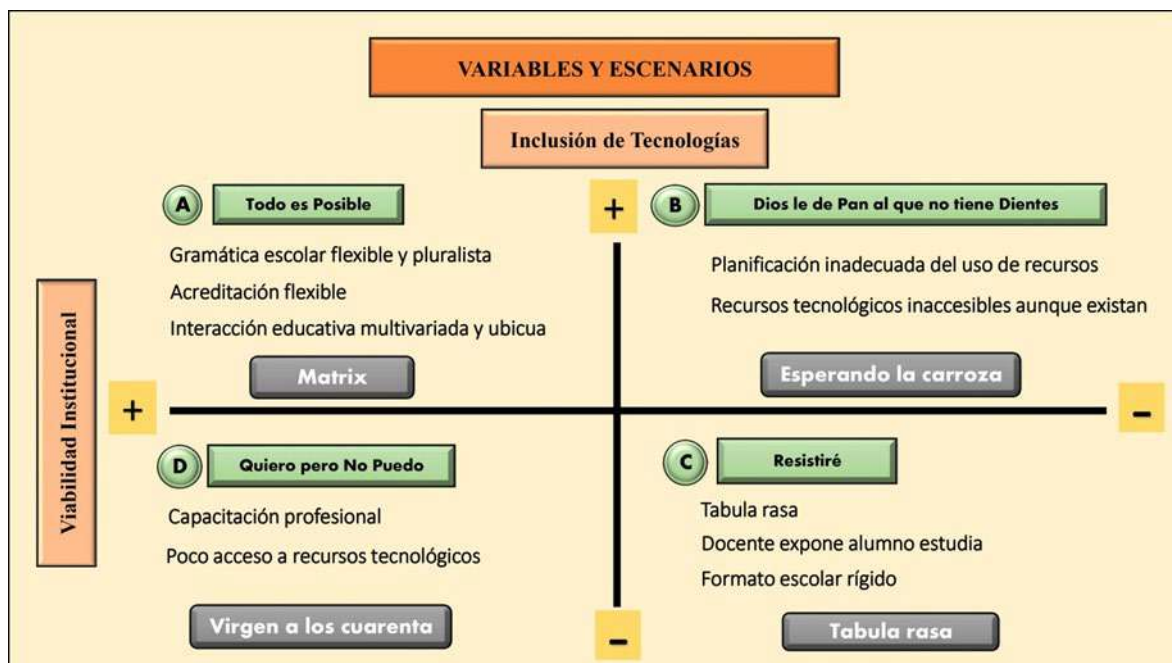 VARIABLES Y ESCENARIOS
Inclusión de Tecnologías
A
Todo es Posible
+
B
Dios le de Pan al que no tiene Dientes
Gramática escolar flexible y pluralista
Acreditación flexible
Interacción educativa multivariada y ubicua
Matrix
Planificación inadecuada del uso de recursos
Recursos tecnológicos inaccesibles aunque existan
Esperando la carroza
Viabilidad Institucional
+
-
D
Quiero pero No Puedo
Capacitación profesional
Poco acceso a recursos tecnológicos
Virgen a los cuarenta
C
Resistiré
Tabula rasa
Docente expone alumno estudia
Formato escolar rígido
Tabula rasa
-